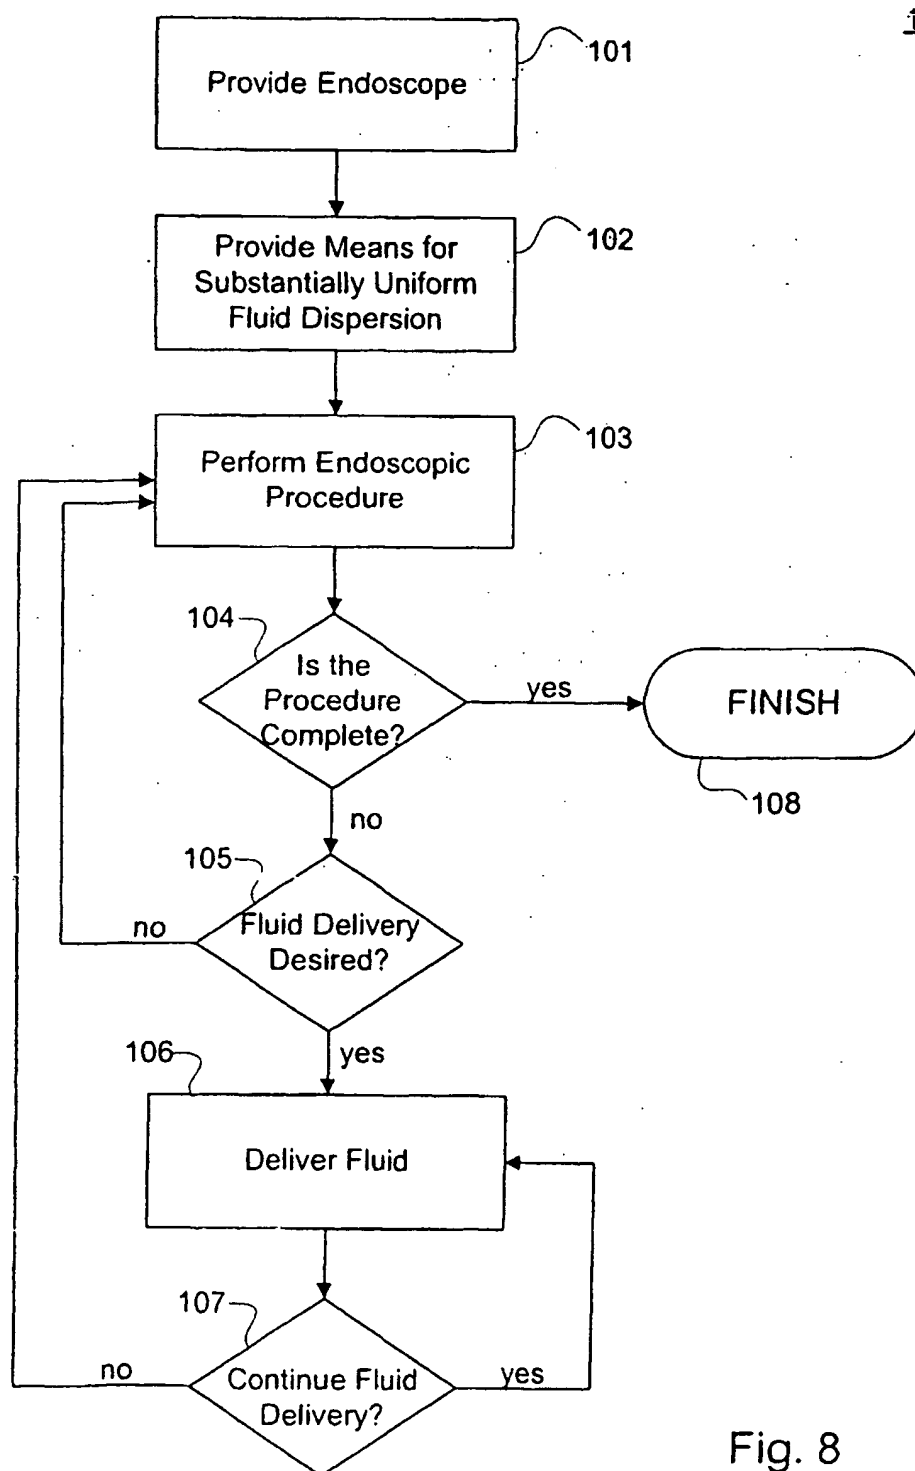 101
Provide Endoscope
102
Provide Means for
Substantially Uniform
Fluid Dispersion
103
Perform Endoscopic
Procedure
104
Is the
Procedure
Complete?
yes
FINISH
108
no
105
Fluid Delivery
Desired?
no
yes
106
Deliver Fluid
107
Continue Fluid
Delivery?
no
yes
Fig. 8